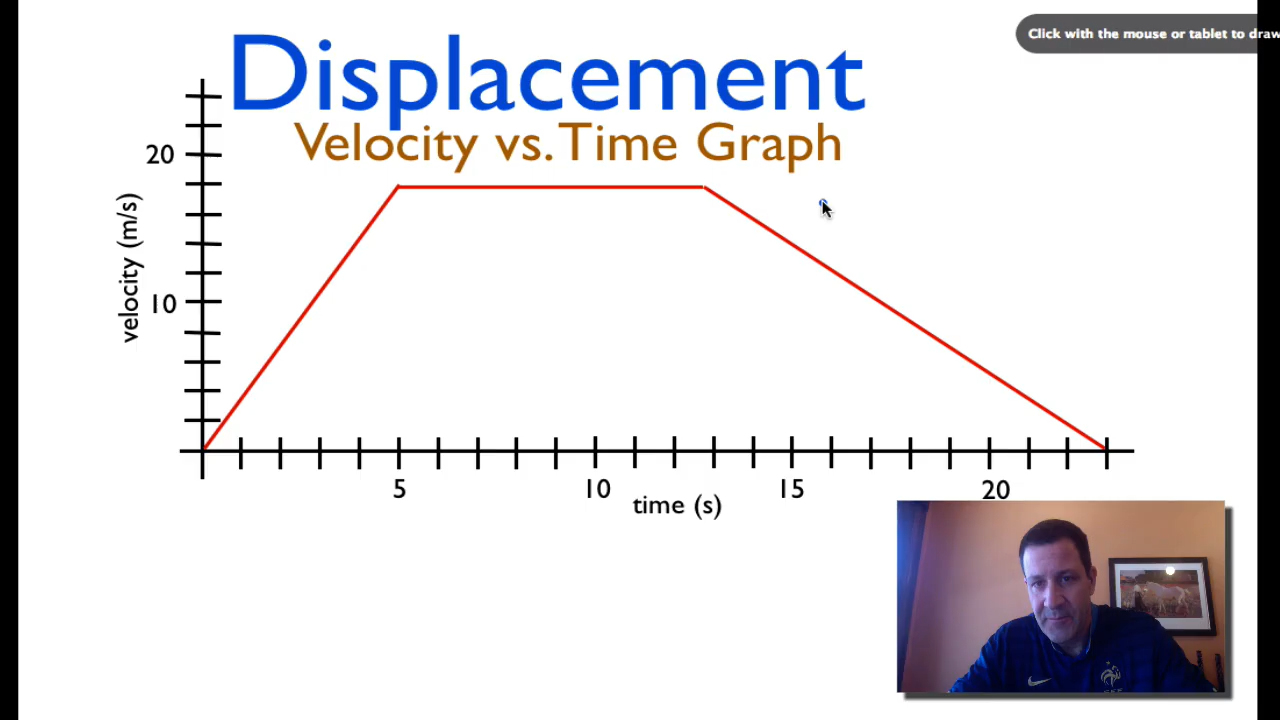 Click with the mouse or tablet to draw
Displacement
Velocity vs. Time Graph
20
velocity (m/s)
10
5
10
15
20
time (s)